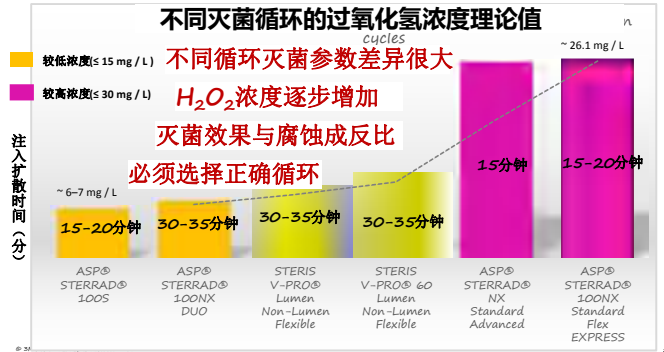 不同灭菌循环的过氧化氢浓度理论值
n
cycles
~ 26.1 mg / L
较低浓度(≤ 15 mg / L)
较高浓度(≤ 30 mg / L)
不同循环灭菌参数差异很大
H₂O₂浓度逐步增加
灭菌效果与腐蚀成反比
必须选择正确循环
注入扩散时间（分）
~ 6–7 mg / L
15-20分钟
30-35分钟
30-35分钟
30-35分钟
15分钟
15-20分钟
ASP®
STERRAD®
100S
ASP®
STERRAD®
100NX
DUO
STERIS
V-PRO®
Lumen
Non-Lumen
Flexible
STERIS
V-PRO® 60
Lumen
Non-Lumen
Flexible
ASP®
STERRAD®
NX
Standard
Advanced
ASP®
STERRAD®
100NX
Standard
Flex
EXPRESS